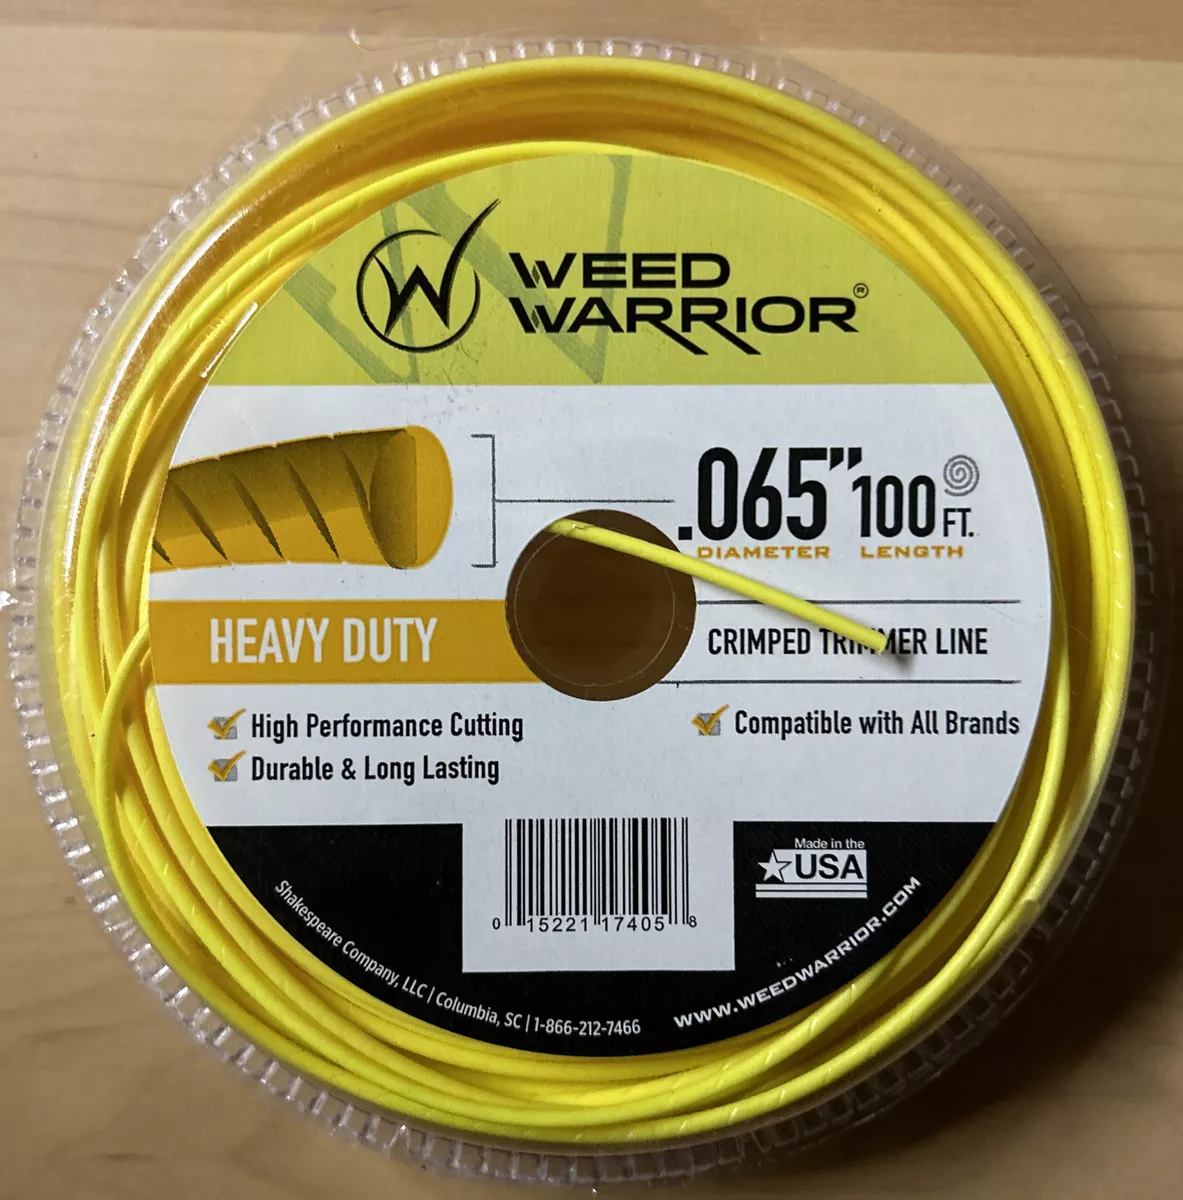 W WEED
WARRIOR®
.065” 100 FT.
DIAMETER LENGTH
HEAVY DUTY
CRIMPED TRIMMER LINE
High Performance Cutting
Durable & Long Lasting
Compatible with All Brands
0 15221 17405 8
Made in the
USA
Shakespeare Company, LLC | Columbia, SC | 1-866-212-7466
WWW.WEEDWARRIOR.COM